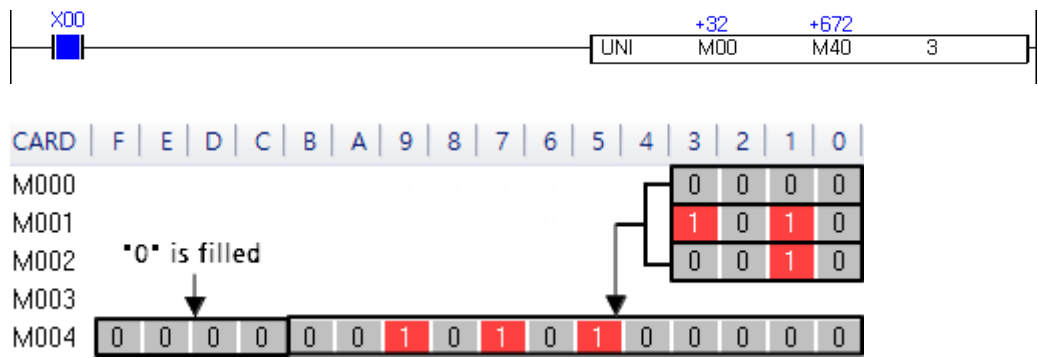 X00
+32 +672
UNI M00 M40 3
CARD F E D C B A 9 8 7 6 5 4 3 2 1 0
M000 0 0 0 0
M001 1 0 1 0
M002 "0" is filled 0 0 1 0
M003
M004 0 0 0 0 0 0 1 0 1 0 1 0 0 0 0 0